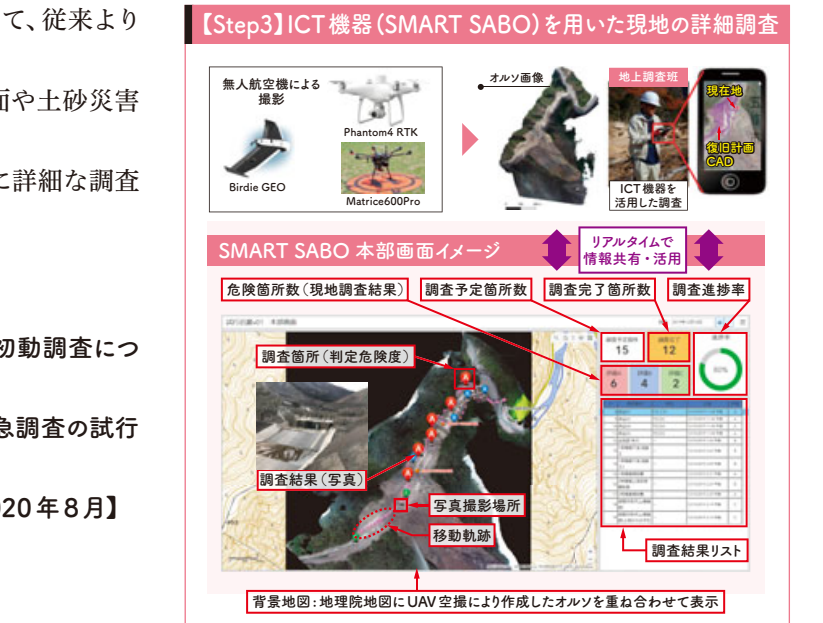 て、従来より
面や土砂災害
に詳細な調査
初動調査につ
急調査の試行
20年8月】
【Step3】ICT機器(SMART SABO)を用いた現地の詳細調査
無人航空機による
撮影
Phantom4 RTK
Birdie GEO
Matrice600Pro
オルソ画像
地上調査班
現在地
復旧計画
CAD
ICT機器を
活用した調査
SMART SABO 本部画面イメージ
リアルタイムで
情報共有・活用
危険箇所数(現地調査結果)
調査予定箇所数
調査完了箇所数
調査進捗率
15
12
6
4
2
80%
調査箇所(判定危険度)
調査結果(写真)
写真撮影場所
移動軌跡
調査結果リスト
背景地図:地理院地図にUAV空撮により作成したオルソを重ね合わせて表示